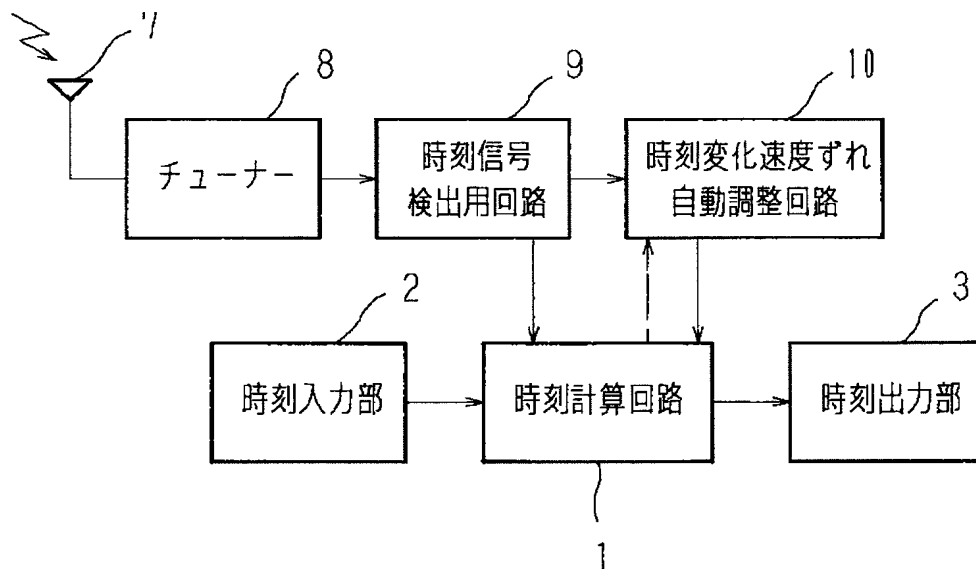 7
8
9
10
チューナー
時刻信号
検出用回路
時刻変化速度ずれ
自動調整回路
2
3
時刻入力部
時刻計算回路
時刻出力部
1